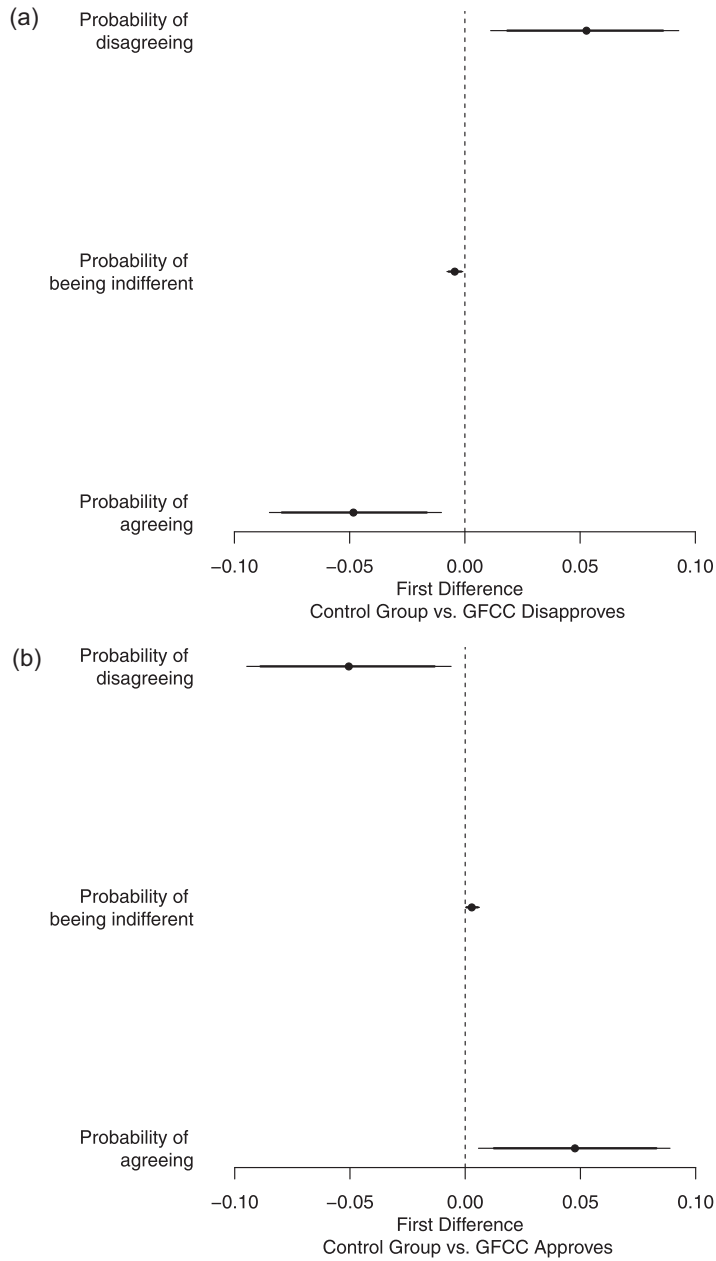 (a)
Probability of
disagreeing
Probability of
beeing indifferent
Probability of
agreeing
−0.10 −0.05 0.00 0.05 0.10
First Difference
Control Group vs. GFCC Disapproves
(b)
Probability of
disagreeing
Probability of
beeing indifferent
Probability of
agreeing
−0.10 −0.05 0.00 0.05 0.10
First Difference
Control Group vs. GFCC Approves